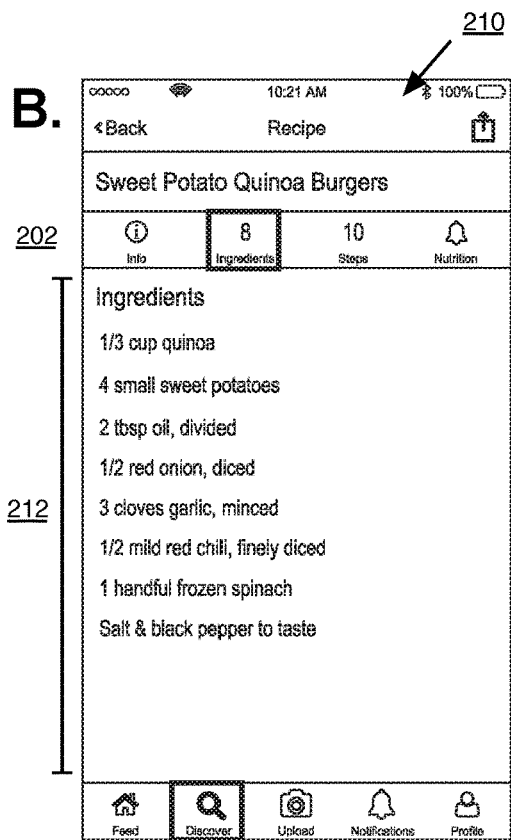 210
B.
10:21 AM 100%
Back Recipe
Sweet Potato Quinoa Burgers
202
8 10
Info Ingredients Steps Nutrition
Ingredients
1/3 cup quinoa
4 small sweet potatoes
2 tbsp oil, divided
1/2 red onion, diced
3 cloves garlic, minced
212
1/2 mild red chili, finely diced
1 handful frozen spinach
Salt & black pepper to taste
Feed Discover Upload Notifications Profile